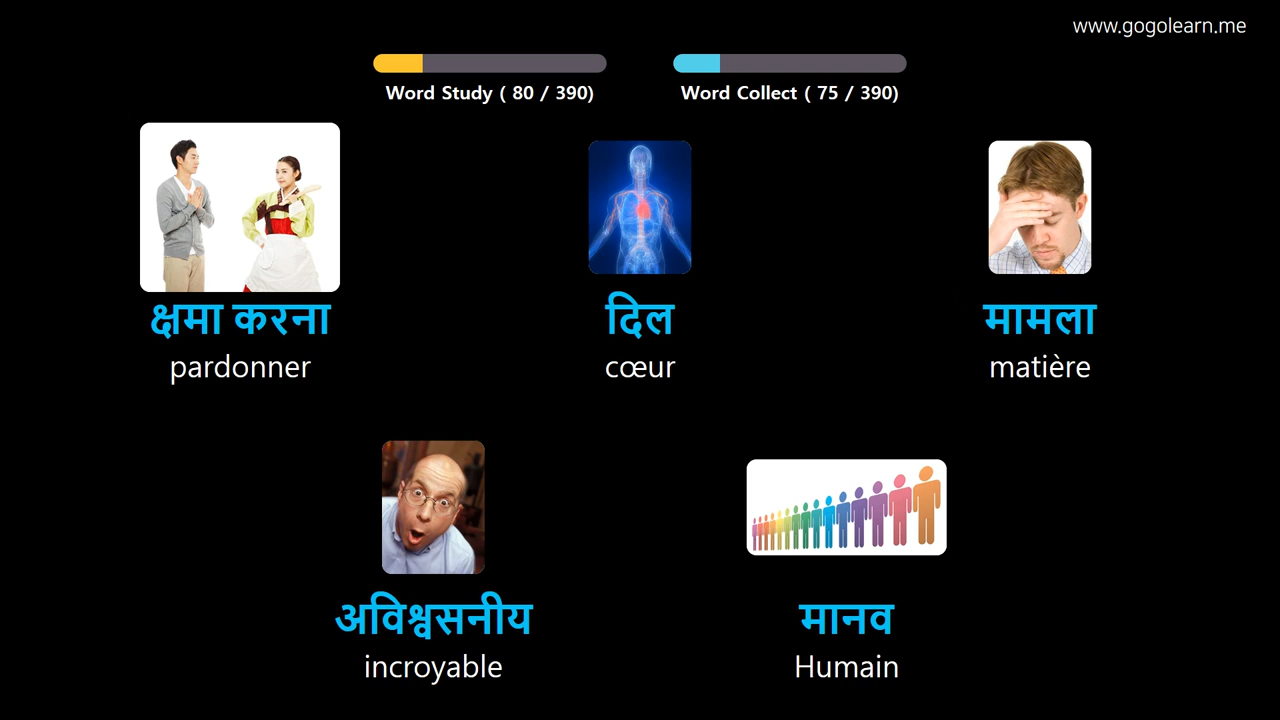 www.gogolearn.me
Word Study ( 80 / 390)
Word Collect ( 75 / 390)
क्षमा करना
pardonner
दिल
cœur
मामला
matière
अविश्वसनीय
incroyable
मानव
Humain